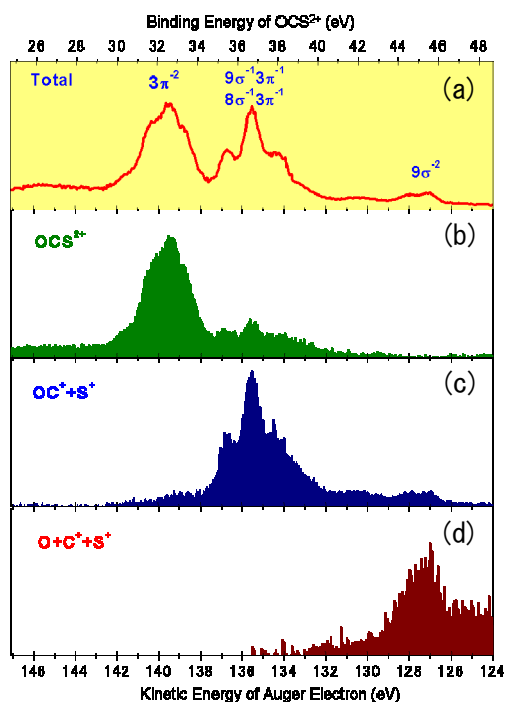 Binding Energy of OCS²⁺ (eV)
26 28 30 31 32 34 35 36 38 40 42 44 46 48
Total
3π⁻²
9σ⁻¹3π⁻¹
8σ⁻¹3π⁻¹
(a)
9σ⁻²
OCS²⁺
(b)
OC⁺+S⁺
(c)
O+C⁺+S⁺
(d)
146 144 142 140 138 136 134 132 130 128 126 124
Kinetic Energy of Auger Electron (eV)